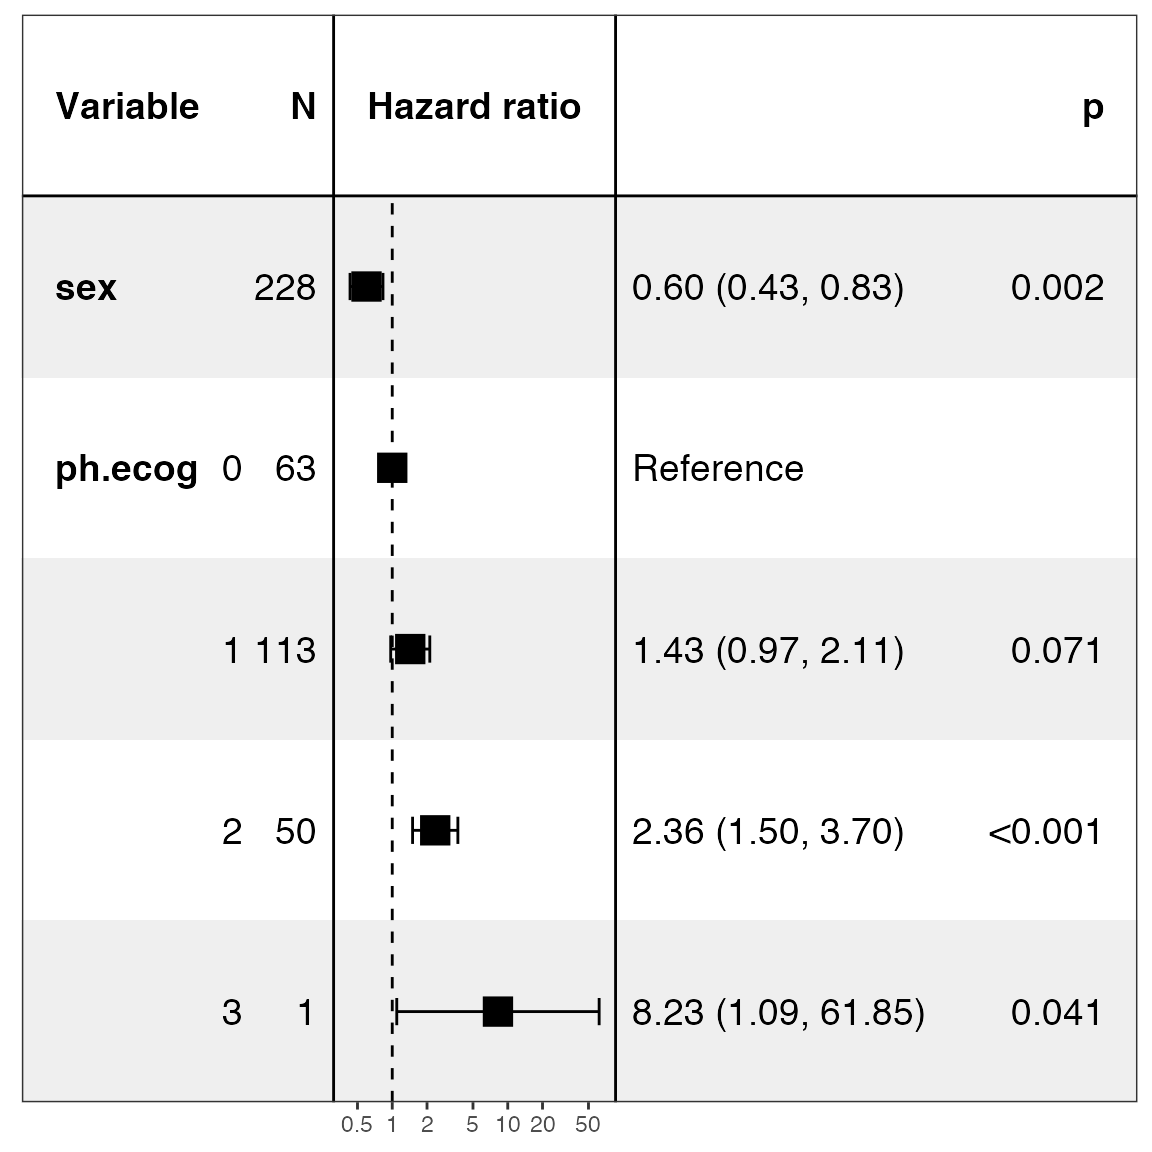 Variable N Hazard ratio p
sex 228 0.60 (0.43, 0.83) 0.002
ph.ecog 0 63 Reference
1 113 1.43 (0.97, 2.11) 0.071
2 50 2.36 (1.50, 3.70) <0.001
3 1 8.23 (1.09, 61.85) 0.041
0.5 1 2 5 10 20 50